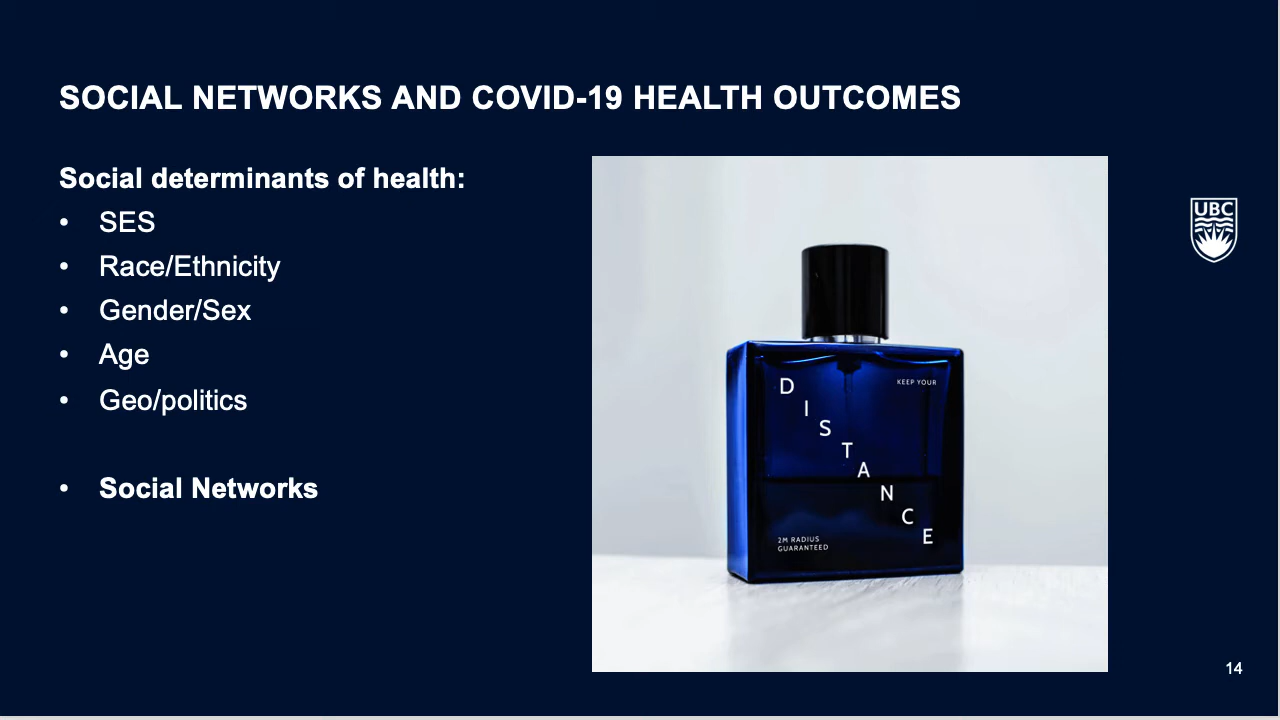 SOCIAL NETWORKS AND COVID-19 HEALTH OUTCOMES
Social determinants of health:
• SES
• Race/Ethnicity
• Gender/Sex
• Age
• Geo/politics
• Social Networks
KEEP YOUR
DISTANCE
2M RADIUS
GUARANTEED
UBC
14